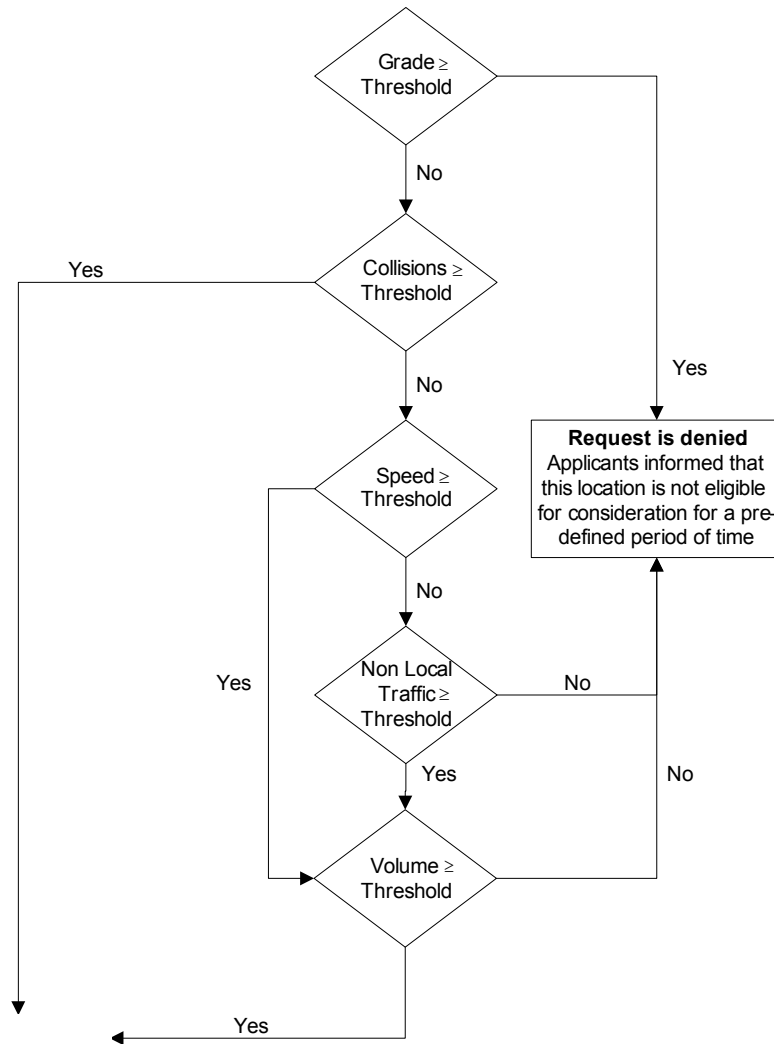 Grade ≥
Threshold
No
Yes
Collisions ≥
Threshold
No
Yes
Request is denied
Applicants informed that
this location is not eligible
for consideration for a pre-
defined period of time
Speed ≥
Threshold
No
Yes
Non Local
Traffic ≥
Threshold
No
Yes
No
Volume ≥
Threshold
Yes